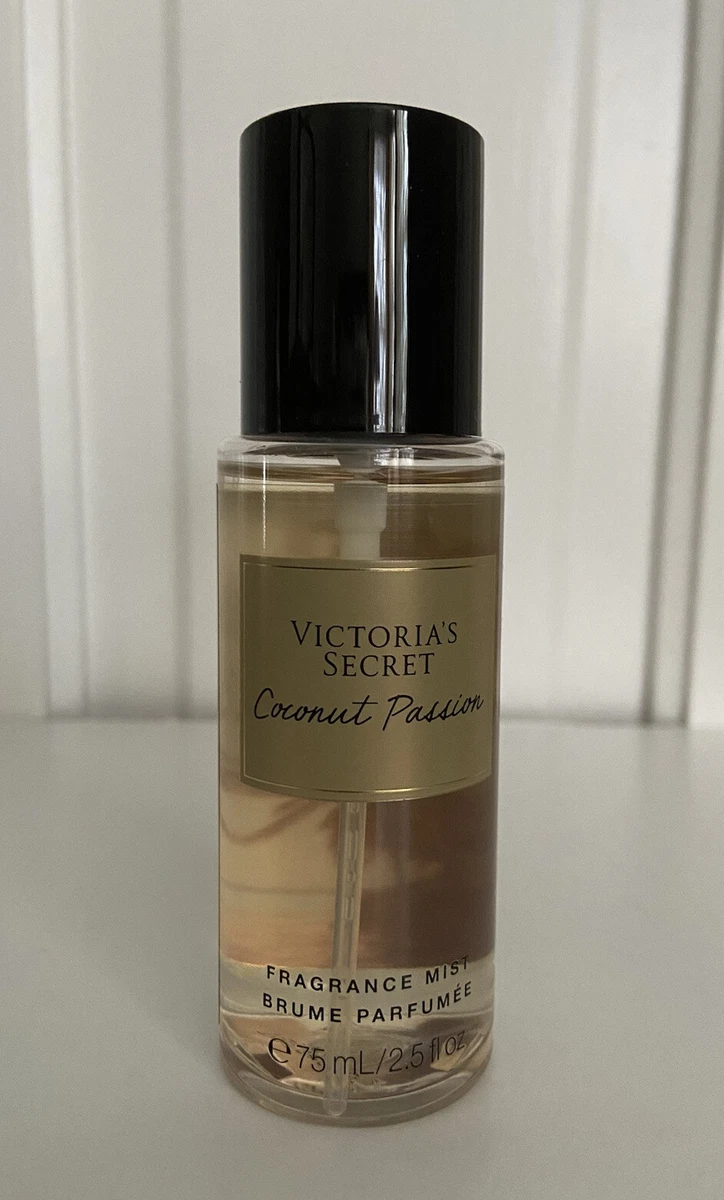 VICTORIA'S
SECRET
Coconut Passion
FRAGRANCE MIST
BRUME PARFUMÉE
℮75 mL/2.5 fl oz